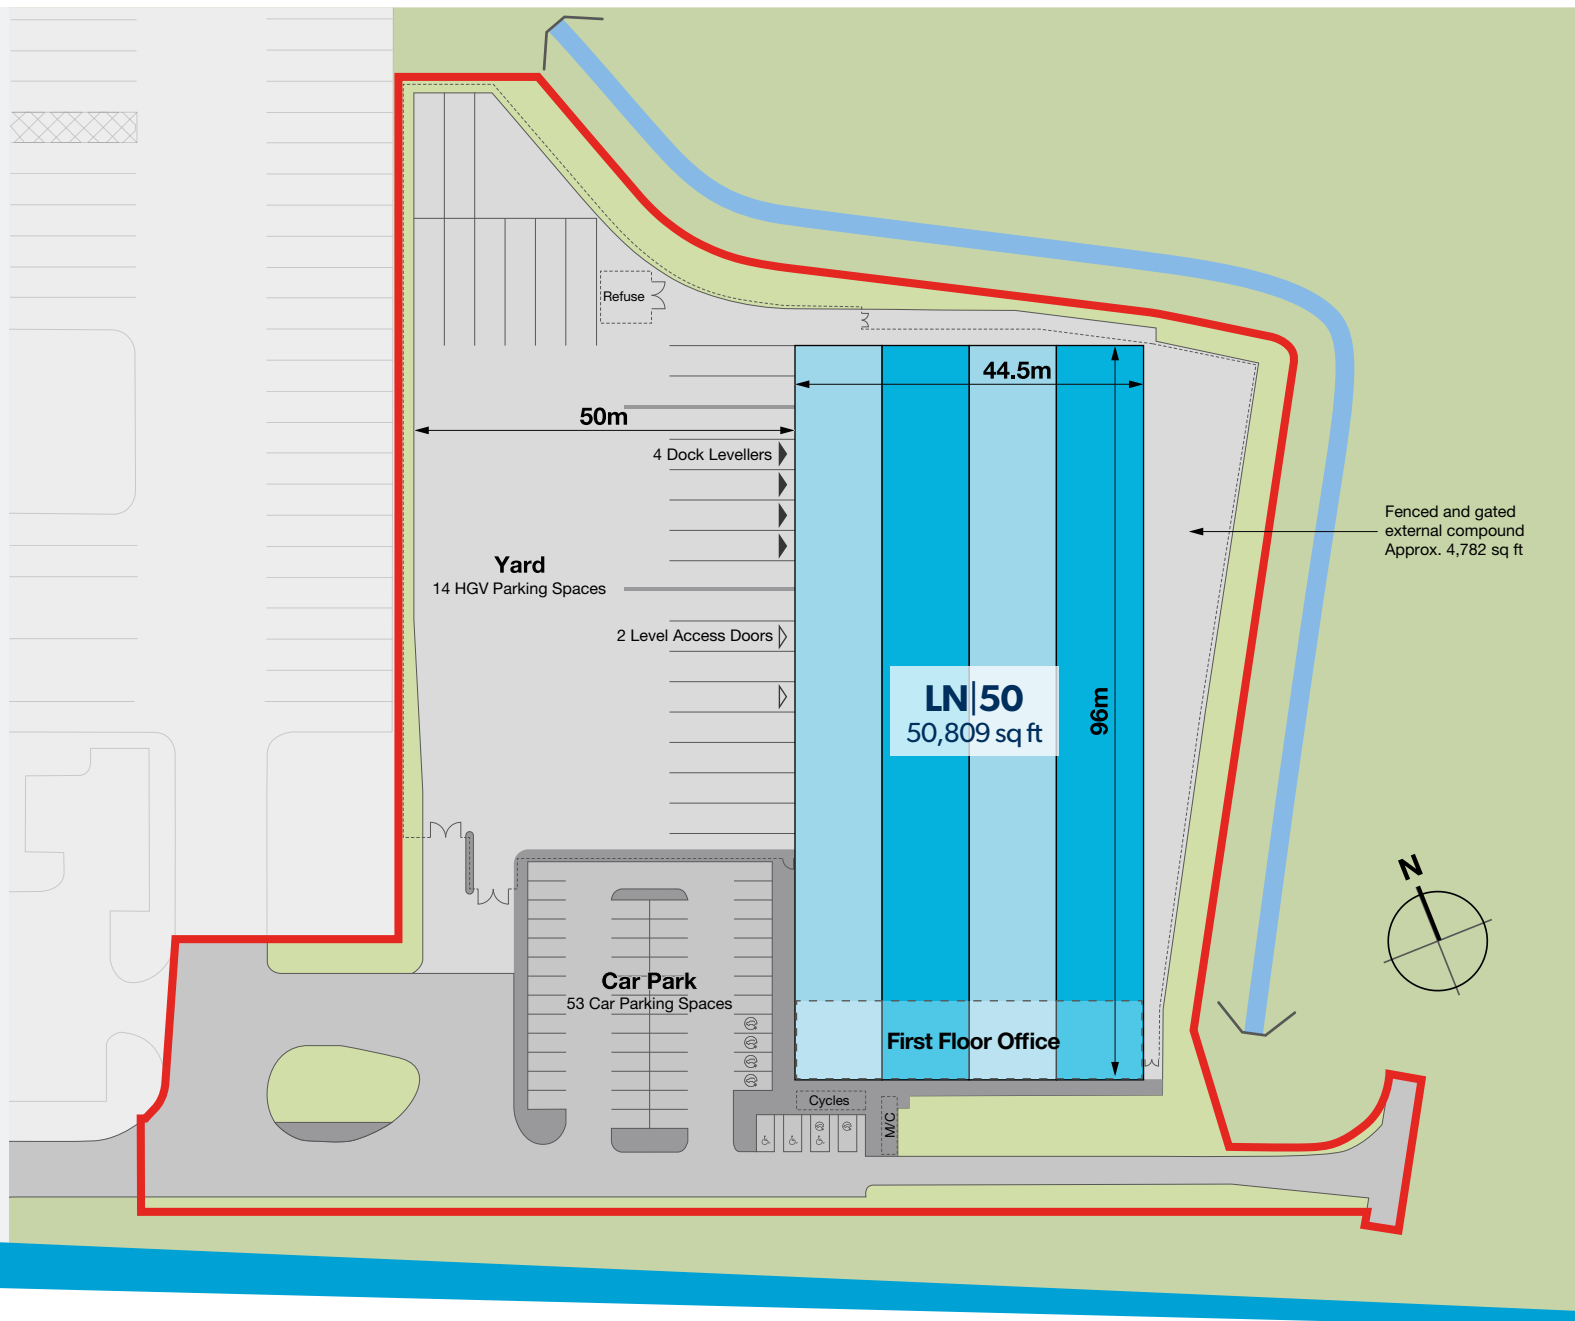 Refuse
44.5m
50m
4 Dock Levellers
Fenced and gated
external compound
Approx. 4,782 sq ft
Yard
14 HGV Parking Spaces
2 Level Access Doors
LN|50
50,809 sq ft
96m
N
Car Park
53 Car Parking Spaces
First Floor Office
Cycles
M/C